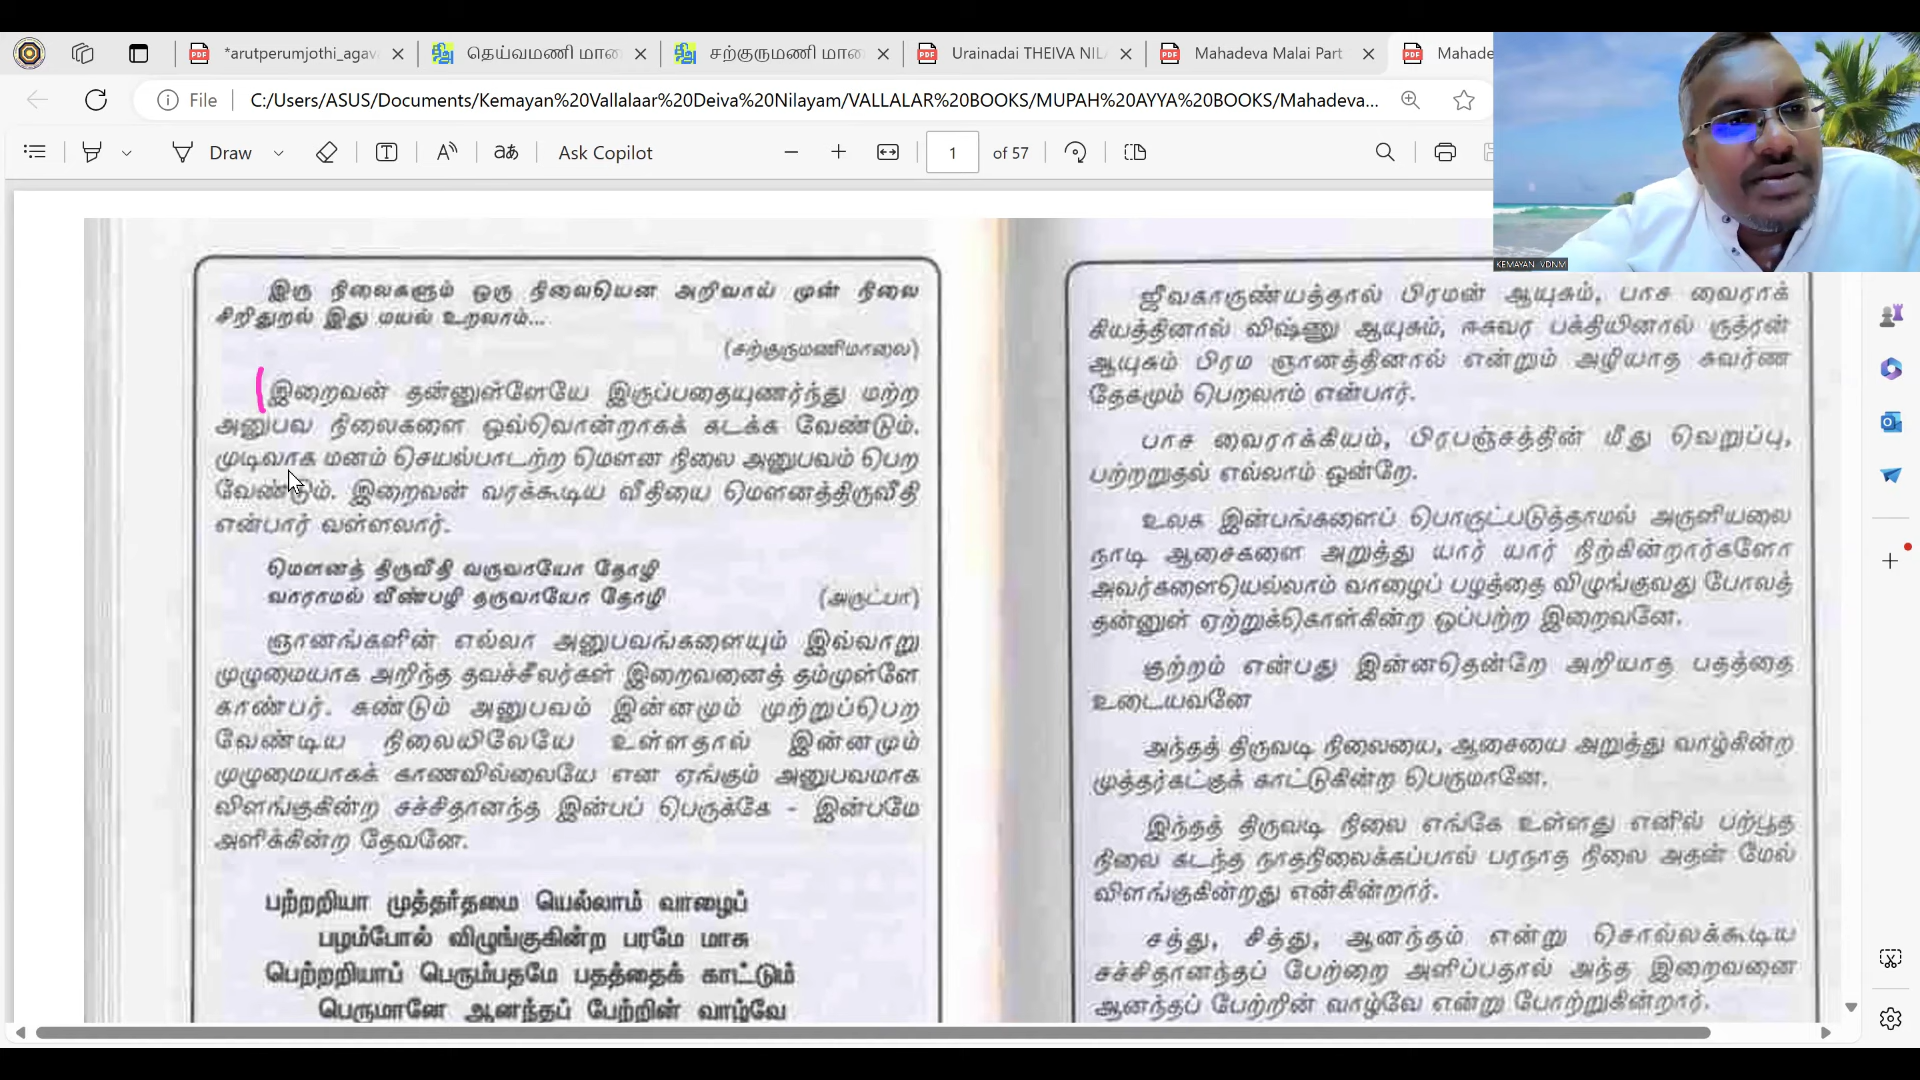 *arutperumjothi_agav
தெய்வமணி மாலை
சற்குருமணி மாலை
Urainadai THEIVA NIL
Mahadeva Malai Part
Mahade
File
C:/Users/ASUS/Documents/Kemayan%20Vallalaar%20Deiva%20Nilayam/VALLALAR%20BOOKS/MUPAH%20AYYA%20BOOKS/Mahadeva...
Draw
Ask Copilot
1 of 57
KEMAYAN_VDNM
இரு நிலைகளும் ஒரு நிலையென அறிவாய் முன் நிலை
சிறிதுறல் இது மயல் உறலாம்...
(சற்குருமணிமாலை)
இறைவன் தன்னுள்ளேயே இருப்பதையுணர்ந்து மற்ற
அனுபவ நிலைகளை ஒவ்வொன்றாகக் கடக்க வேண்டும்.
முடிவாக மனம் செயல்பாடற்ற மௌன நிலை அனுபவம் பெற
வேண்டும். இறைவன் வரக்கூடிய வீதியை மௌனத்திருவீதி
என்பார் வள்ளலார்.
மௌனத் திருவீதி வருவாயோ தோழி
வாராமல் வீண்பழி தருவாயோ தோழி (அருட்பா)
ஞானங்களின் எல்லா அனுபவங்களையும் இவ்வாறு
முழுமையாக அறிந்த தவச்சீலர்கள் இறைவனைத் தம்முள்ளே
காண்பர். கண்டும் அனுபவம் இன்னமும் முற்றுப்பெற
வேண்டிய நிலையிலேயே உள்ளதால் இன்னமும்
முழுமையாகக் காணவில்லையே என ஏங்கும் அனுபவமாக
விளங்குகின்ற சச்சிதானந்த இன்பப் பெருக்கே - இன்பமே
அளிக்கின்ற தேவனே.
பற்றறியா முத்தர்தமை யெல்லாம் வாழைப்
பழம்போல் விழுங்குகின்ற பரமே மாசு
பெற்றறியாப் பெரும்பதமே பதத்தைக் காட்டும்
பெருமானே ஆனந்தப் பேற்றின் வாழ்வே
ஜீவகாருண்யத்தால் பிரமன் ஆயுசும், பாச வைராக்
கியத்தினால் விஷ்ணு ஆயுசும், ஈசுவர பக்தியினால் ருத்ரன்
ஆயுசும் பிரம ஞானத்தினால் என்றும் அழியாத சுவர்ண
தேகமும் பெறலாம் என்பார்.
பாச வைராக்கியம், பிரபஞ்சத்தின் மீது வெறுப்பு,
பற்றறுதல் எல்லாம் ஒன்றே.
உலக இன்பங்களைப் பொருட்படுத்தாமல் அருளியலை
நாடி ஆசைகளை அறுத்து யார் யார் நிற்கின்றார்களோ
அவர்களையெல்லாம் வாழைப் பழத்தை விழுங்குவது போலத்
தன்னுள் ஏற்றுக்கொள்கின்ற ஒப்பற்ற இறைவனே.
குற்றம் என்பது இன்னதென்றே அறியாத பதத்தை
உடையவனே
அந்தத் திருவடி நிலையை, ஆசையை அறுத்து வாழ்கின்ற
முத்தர்கட்குக் காட்டுகின்ற பெருமானே.
இந்தத் திருவடி நிலை எங்கே உள்ளது எனில் பற்பூத
நிலை கடந்த நாதநிலைக்கப்பால் பரநாத நிலை அதன் மேல்
விளங்குகின்றது என்கின்றார்.
சத்து, சித்து, ஆனந்தம் என்று சொல்லக்கூடிய
சச்சிதானந்தப் பேற்றை அளிப்பதால் அந்த இறைவனை
ஆனந்தப் பேற்றின் வாழ்வே என்று போற்றுகின்றார்.